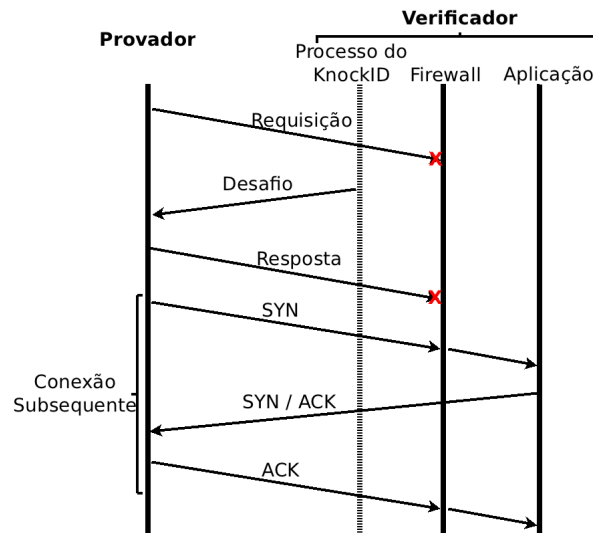 Verificador
Provador
Processo do
KnockID
Firewall
Aplicação
Requisição
X
Desafio
Resposta
X
SYN
Conexão
Subsequente
SYN / ACK
ACK